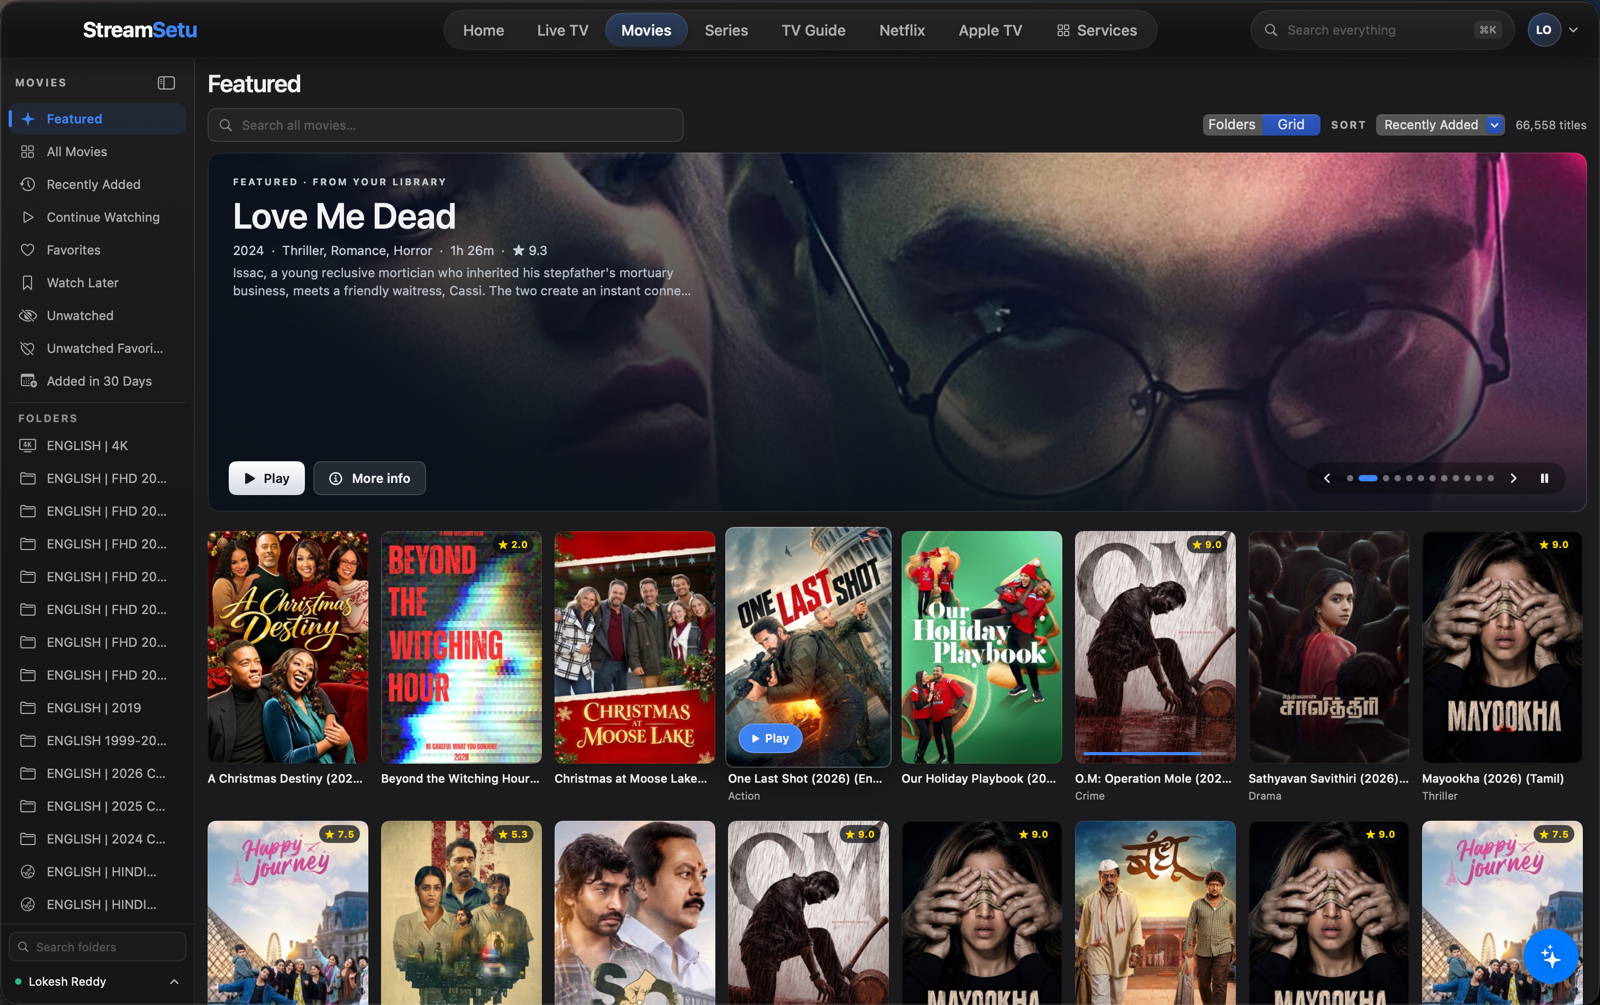 StreamSetu
Home
Live TV
Movies
Series
TV Guide
Netflix
Apple TV
Services
Search everything
⌘K
LO
MOVIES
Featured
All Movies
Recently Added
Continue Watching
Favorites
Watch Later
Unwatched
Unwatched Favori...
Added in 30 Days
FOLDERS
4K
ENGLISH | 4K
ENGLISH | FHD 20...
ENGLISH | FHD 20...
ENGLISH | FHD 20...
ENGLISH | FHD 20...
ENGLISH | FHD 20...
ENGLISH | FHD 20...
ENGLISH | FHD 20...
ENGLISH | 2019
ENGLISH 1999-20...
ENGLISH | 2026 C...
ENGLISH | 2025 C...
ENGLISH | 2024 C...
ENGLISH | HINDI...
ENGLISH | HINDI...
Search folders
Lokesh Reddy
Featured
Search all movies...
Folders
Grid
SORT
Recently Added
66,558 titles
FEATURED · FROM YOUR LIBRARY
Love Me Dead
2024 · Thriller, Romance, Horror · 1h 26m · ★ 9.3
Issac, a young reclusive mortician who inherited his stepfather's mortuary
business, meets a friendly waitress, Cassi. The two create an instant conne...
Play
More info
A Christmas
Destiny
A Christmas Destiny (202...
★ 2.0
BEYOND
THE
WITCHING
HOUR
BE CAREFUL WHAT YOU CONJURE
2026
Beyond the Witching Hour...
CHRISTMAS
AT
MOOSE LAKE
Christmas at Moose Lake...
ONE LAST SHOT
Play
One Last Shot (2026) (En...
Action
Our
Holiday
Playbook
Our Holiday Playbook (20...
★ 9.0
O.M
O.M: Operation Mole (202...
Crime
சாவித்திரி
Sathyavan Savithiri (2026)...
Drama
★ 9.0
MAYOOKHA
Mayookha (2026) (Tamil)
Thriller
★ 7.5
Happy
journey
★ 5.3
★ 9.0
O.M
★ 9.0
MAYOOKHA
बंधू
★ 9.0
MAYOOKHA
★ 7.5
Happy
journey